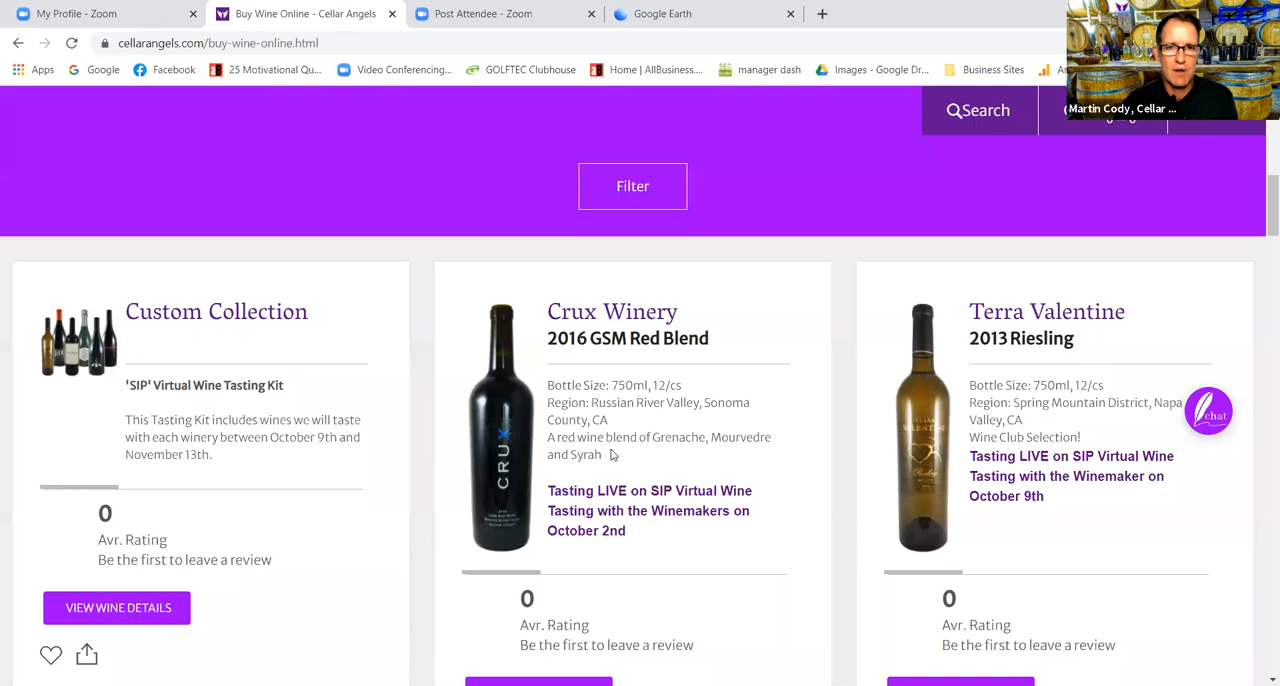 My Profile - Zoom
Buy Wine Online - Cellar Angels
Post Attendee - Zoom
Google Earth
cellarangels.com/buy-wine-online.html
Apps
Google
Facebook
25 Motivational Qu...
Video Conferencing...
GOLFTEC Clubhouse
Home | AllBusiness....
manager dash
Images - Google Dr...
Business Sites
Martin Cody, Cellar ...
Search
Filter
Custom Collection
'SIP' Virtual Wine Tasting Kit
This Tasting Kit includes wines we will taste
with each winery between October 9th and
November 13th.
0
Avr. Rating
Be the first to leave a review
VIEW WINE DETAILS
CRUX
Crux Winery
2016 GSM Red Blend
Bottle Size: 750ml, 12/cs
Region: Russian River Valley, Sonoma
County, CA
A red wine blend of Grenache, Mourvedre
and Syrah
Tasting LIVE on SIP Virtual Wine
Tasting with the Winemakers on
October 2nd
0
Avr. Rating
Be the first to leave a review
Terra Valentine
2013 Riesling
Bottle Size: 750ml, 12/cs
Region: Spring Mountain District, Napa
Valley, CA
Wine Club Selection!
Tasting LIVE on SIP Virtual Wine
Tasting with the Winemaker on
October 9th
chat
0
Avr. Rating
Be the first to leave a review